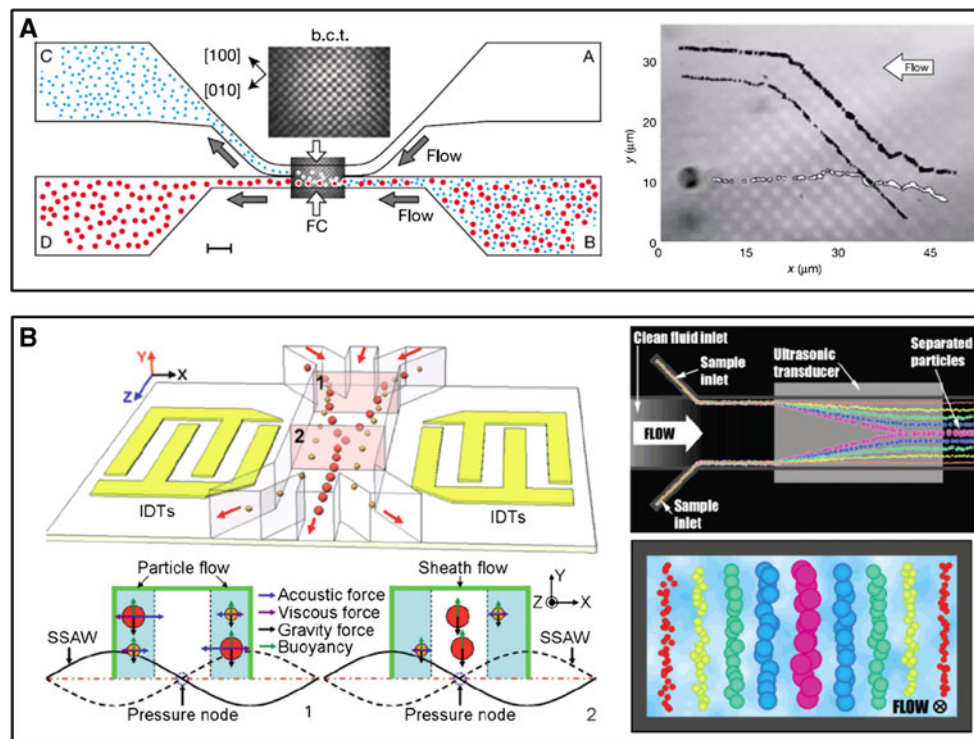 A
b.c.t.
[100]
[010]
C
A
Flow
Flow
FC
D
B
Flow
y (μm)
30
20
10
0
0
15
30
45
x (μm)
B
Y
X
Z
1
2
IDTs
IDTs
Particle flow
Sheath flow
Acoustic force
Viscous force
Gravity force
Buoyancy
Y
Z
X
SSAW
SSAW
Pressure node
Pressure node
1
2
Clean fluid inlet
Sample
inlet
Ultrasonic
transducer
Separated
particles
FLOW
Sample
inlet
FLOW ⊗